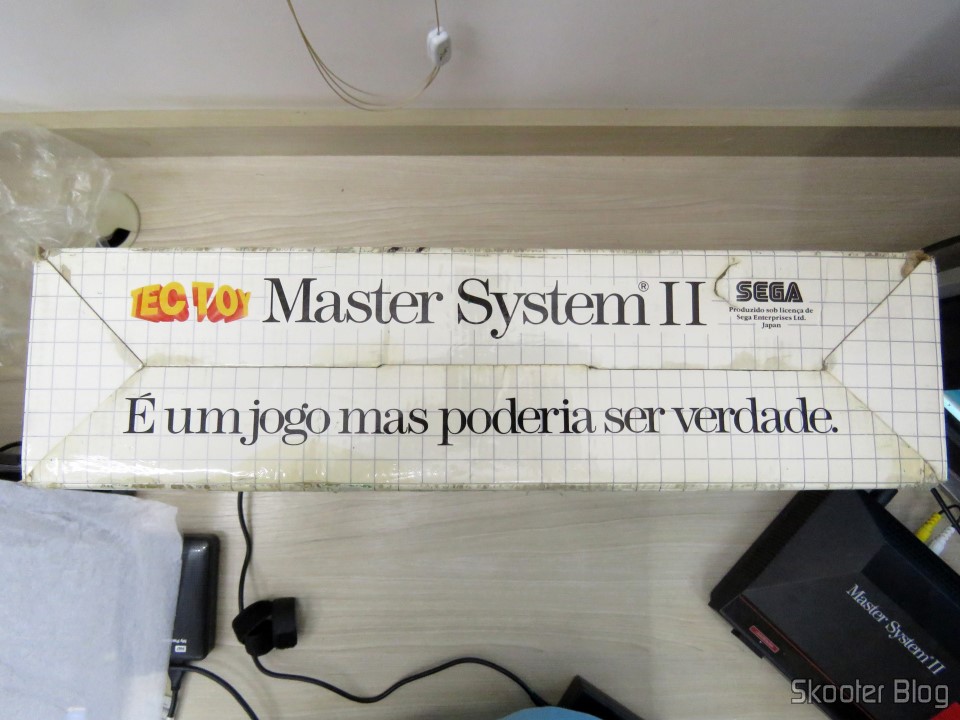 TEC TOY Master System® II SEGA
Produzido sob licença de
Sega Enterprises Ltd.
Japan
É um jogo mas poderia ser verdade.
Master System II
Skooter Blog